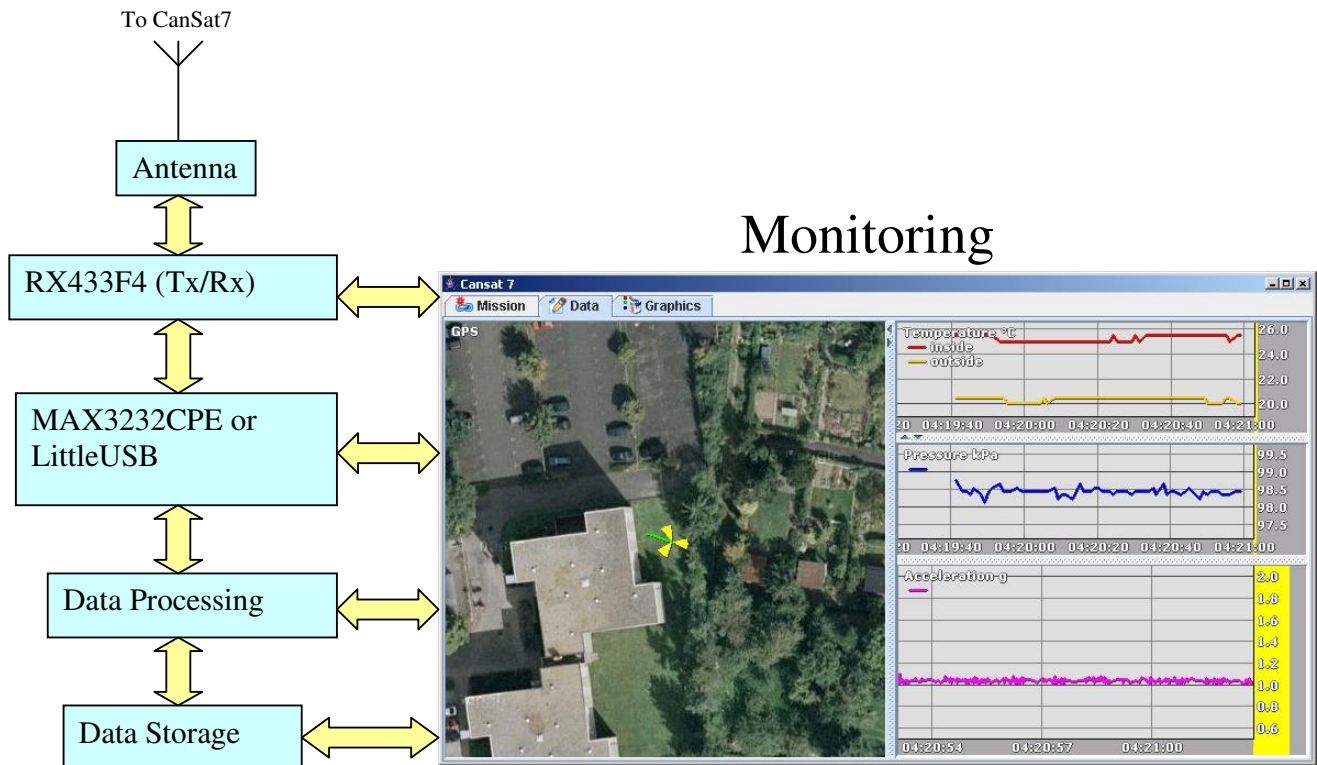 To CanSat7
Antenna
RX433F4 (Tx/Rx)
MAX3232CPE or
LittleUSB
Data Processing
Data Storage
Monitoring
Cansat 7
Mission
Data
Graphics
GPS
Temperature °C
inside
outside
26.0
24.0
22.0
20.0
20 04:19:40 04:20:00 04:20:20 04:20:40 04:21:00
Pressure kPa
99.5
99.0
98.5
98.0
97.5
20 04:19:40 04:20:00 04:20:20 04:20:40 04:21:00
Acceleration g
2.0
1.8
1.6
1.4
1.2
1.0
0.8
0.6
04:20:54 04:20:57 04:21:00